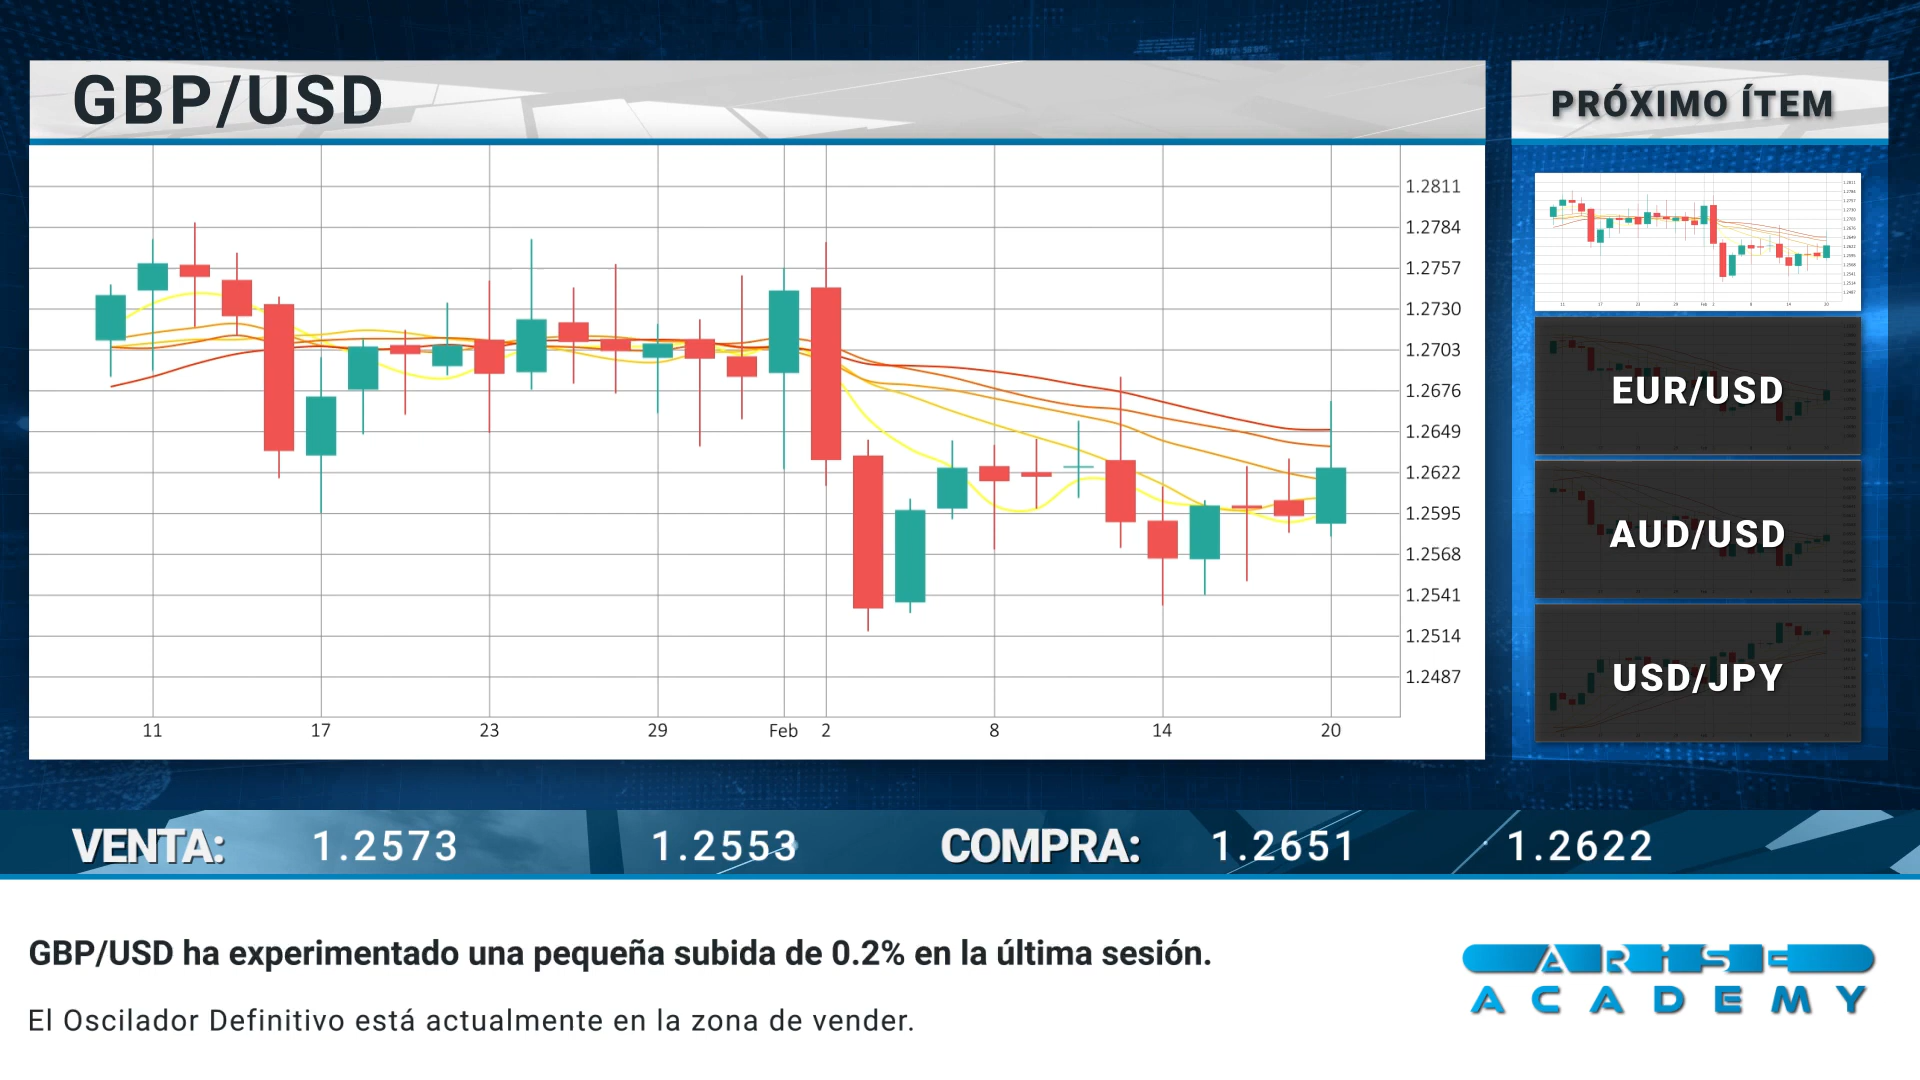 GBP/USD
PRÓXIMO ÍTEM
1.2811
1.2784
1.2757
1.2730
1.2703
1.2676
1.2649
1.2622
1.2595
1.2568
1.2541
1.2514
1.2487
11 17 23 29 Feb 2 8 14 20
EUR/USD
AUD/USD
USD/JPY
VENTA: 1.2573 1.2553 COMPRA: 1.2651 1.2622
GBP/USD ha experimentado una pequeña subida de 0.2% en la última sesión.
El Oscilador Definitivo está actualmente en la zona de vender.
ARISE
ACADEMY